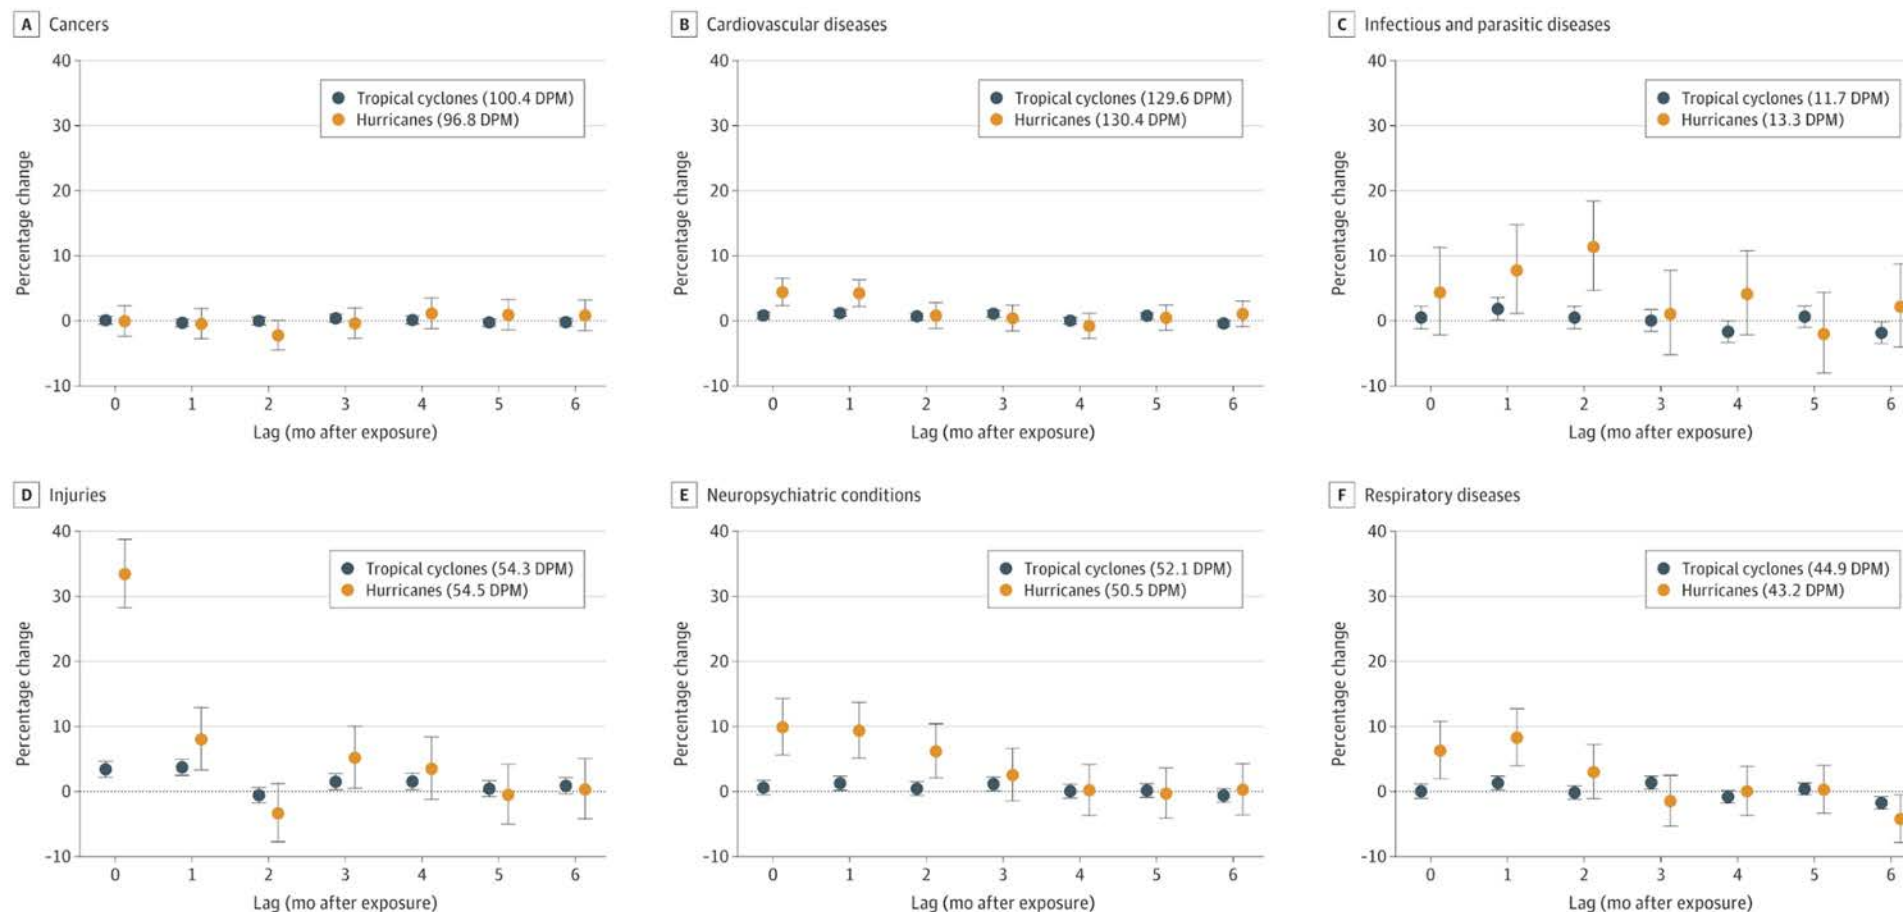 A Cancers
40
30
20
10
0
-10
Percentage change
Tropical cyclones (100.4 DPM)
Hurricanes (96.8 DPM)
0 1 2 3 4 5 6
Lag (mo after exposure)
B Cardiovascular diseases
40
30
20
10
0
-10
Percentage change
Tropical cyclones (129.6 DPM)
Hurricanes (130.4 DPM)
0 1 2 3 4 5 6
Lag (mo after exposure)
C Infectious and parasitic diseases
40
30
20
10
0
-10
Percentage change
Tropical cyclones (11.7 DPM)
Hurricanes (13.3 DPM)
0 1 2 3 4 5 6
Lag (mo after exposure)
D Injuries
40
30
20
10
0
-10
Percentage change
Tropical cyclones (54.3 DPM)
Hurricanes (54.5 DPM)
0 1 2 3 4 5 6
Lag (mo after exposure)
E Neuropsychiatric conditions
40
30
20
10
0
-10
Percentage change
Tropical cyclones (52.1 DPM)
Hurricanes (50.5 DPM)
0 1 2 3 4 5 6
Lag (mo after exposure)
F Respiratory diseases
40
30
20
10
0
-10
Percentage change
Tropical cyclones (44.9 DPM)
Hurricanes (43.2 DPM)
0 1 2 3 4 5 6
Lag (mo after exposure)